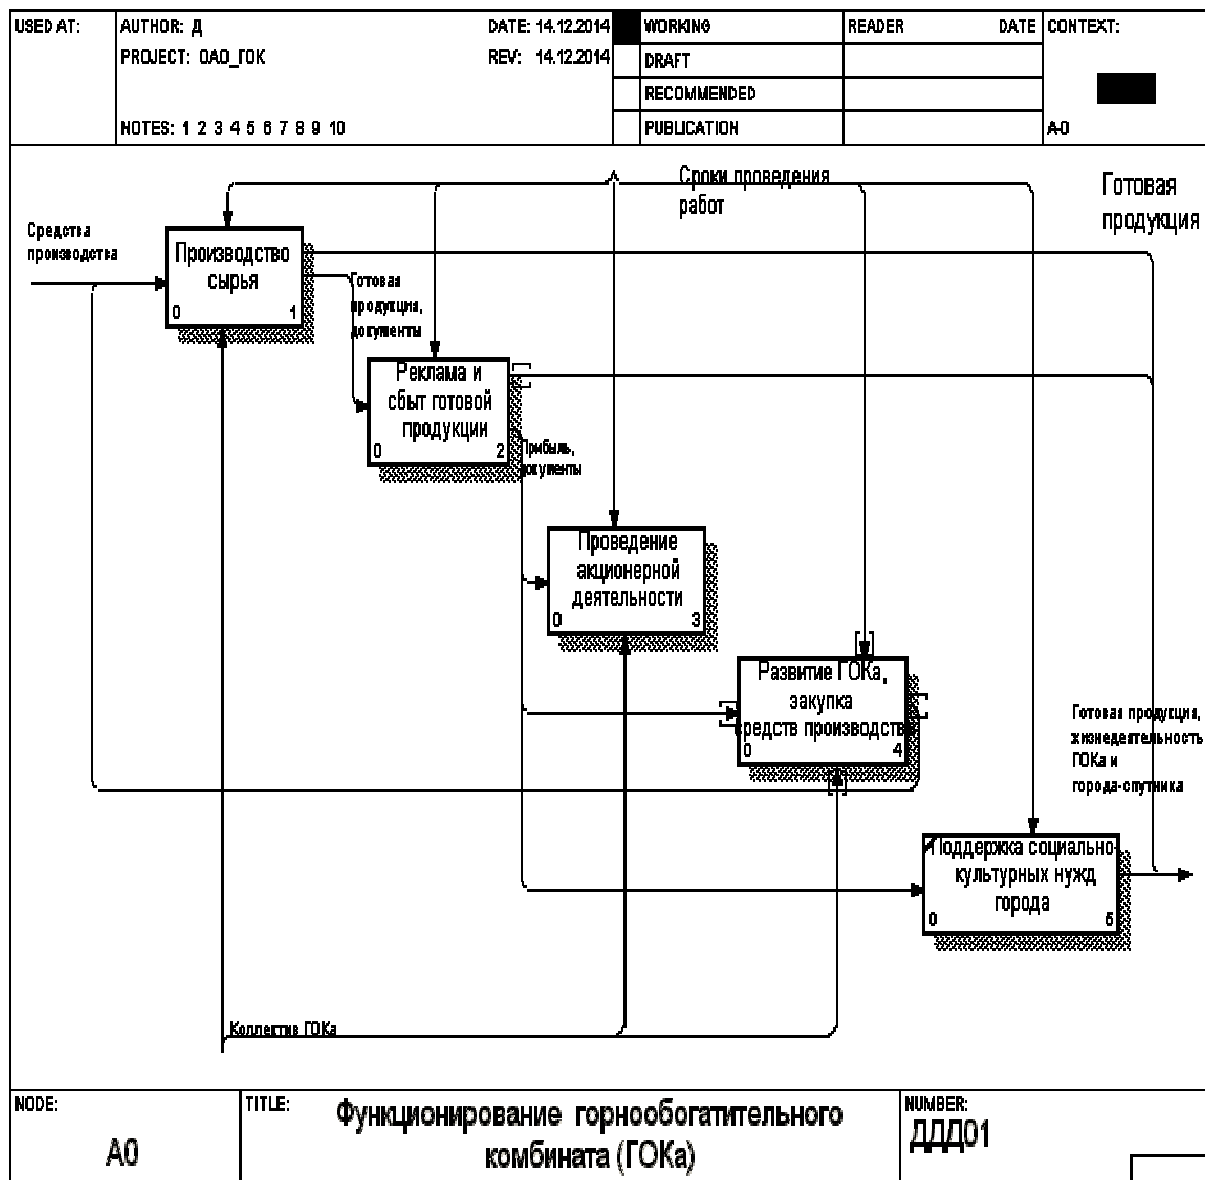 USED AT:
AUTHOR: Д
DATE: 14.12.2014
WORKING
READER
DATE
CONTEXT:
PROJECT: ОАО_ГОК
REV: 14.12.2014
DRAFT
RECOMMENDED
NOTES: 1 2 3 4 5 6 7 8 9 10
PUBLICATION
A-0
Сроки проведения
работ
Готовая
продукция
Средства
производства
Производство
сырья
0 1
Готовая
продукция,
документы
Реклама и
сбыт готовой
продукции
0 2
Прибыль,
документы
Проведение
акционерной
деятельности
0 3
Развитие ГОКа,
закупка
средств производства
0 4
Готовая продукция,
жизнедеятельность
ГОКа и
города-спутника
Поддержка социально-
культурных нужд
города
0 5
Коллектив ГОКа
NODE:
A0
TITLE:
Функционирование горнообогатительного
комбината (ГОКа)
NUMBER:
ДДД01